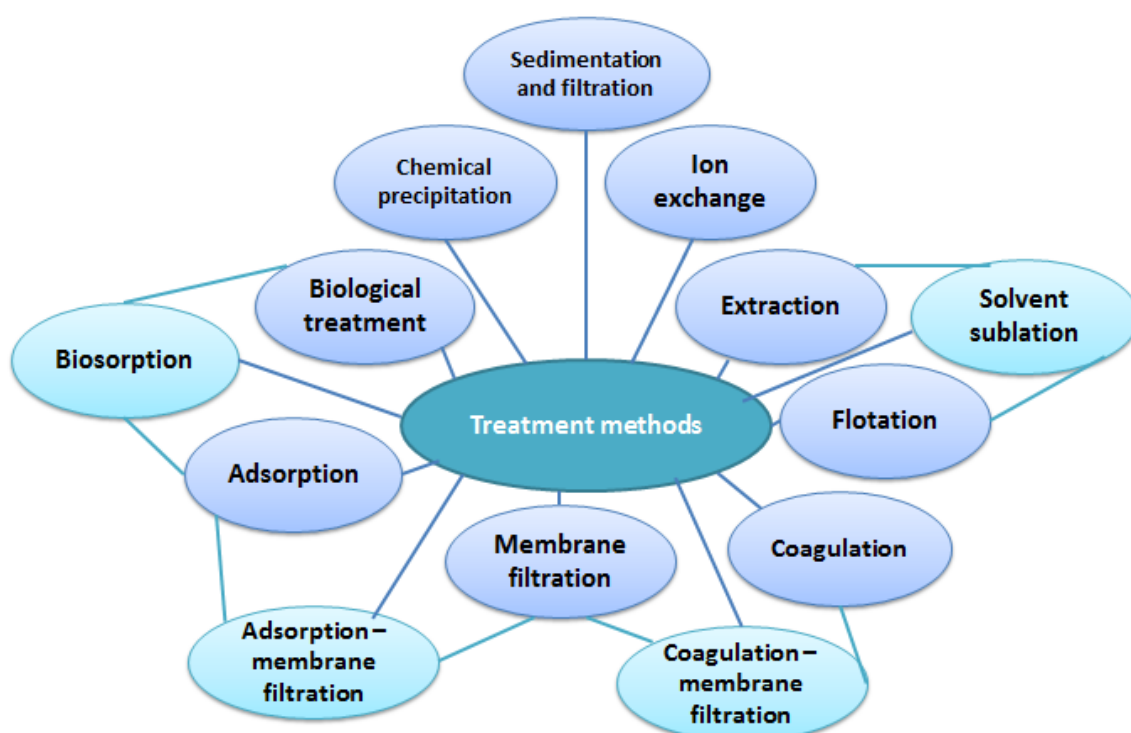 Sedimentation
and filtration
Chemical
precipitation
Ion
exchange
Biological
treatment
Extraction
Solvent
sublation
Biosorption
Treatment methods
Flotation
Adsorption
Membrane
filtration
Coagulation
Adsorption –
membrane
filtration
Coagulation –
membrane
filtration